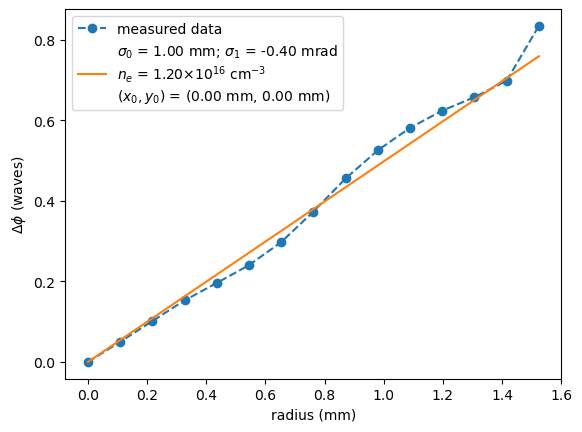 measured data
σ₀ = 1.00 mm; σ₁ = -0.40 mrad
nₑ = 1.20×10¹⁶ cm⁻³
(x₀, y₀) = (0.00 mm, 0.00 mm)
Δϕ (waves)
0.8
0.6
0.4
0.2
0.0
0.0 0.2 0.4 0.6 0.8 1.0 1.2 1.4 1.6
radius (mm)